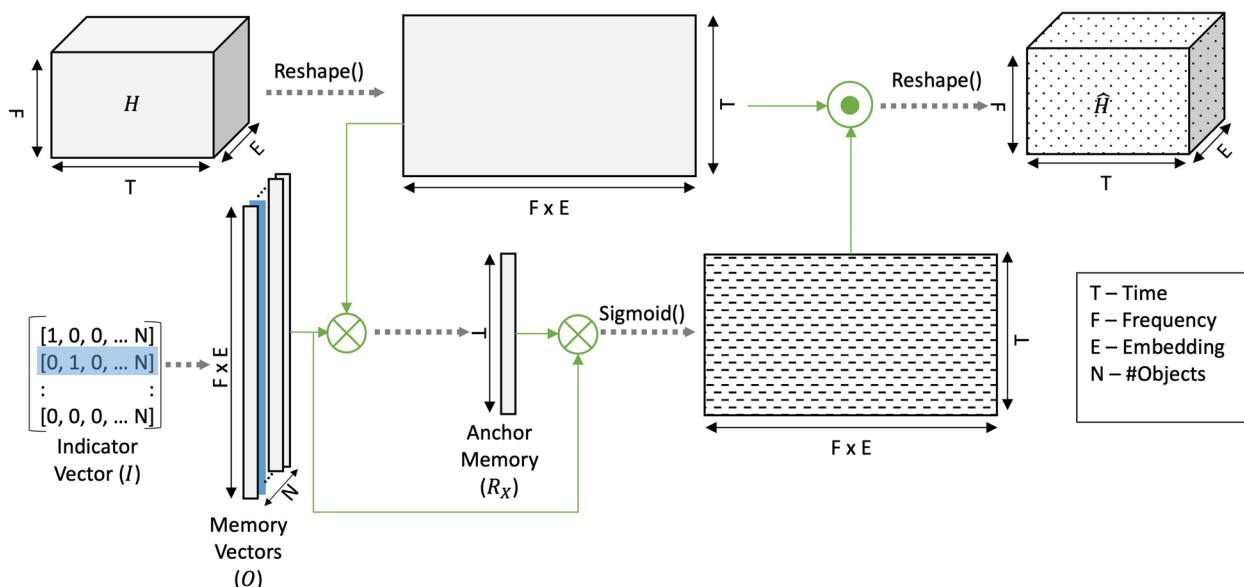 H
F
T
E
Reshape()
T
F x E
Reshape()
Ĥ
F
T
E
[1, 0, 0, ... N]
[0, 1, 0, ... N]
: :
[0, 0, 0, ... N]
Indicator
Vector (I)
F x E
N
Memory
Vectors
(O)
T
Anchor
Memory
(R_X)
Sigmoid()
T
F x E
T – Time
F – Frequency
E – Embedding
N – #Objects